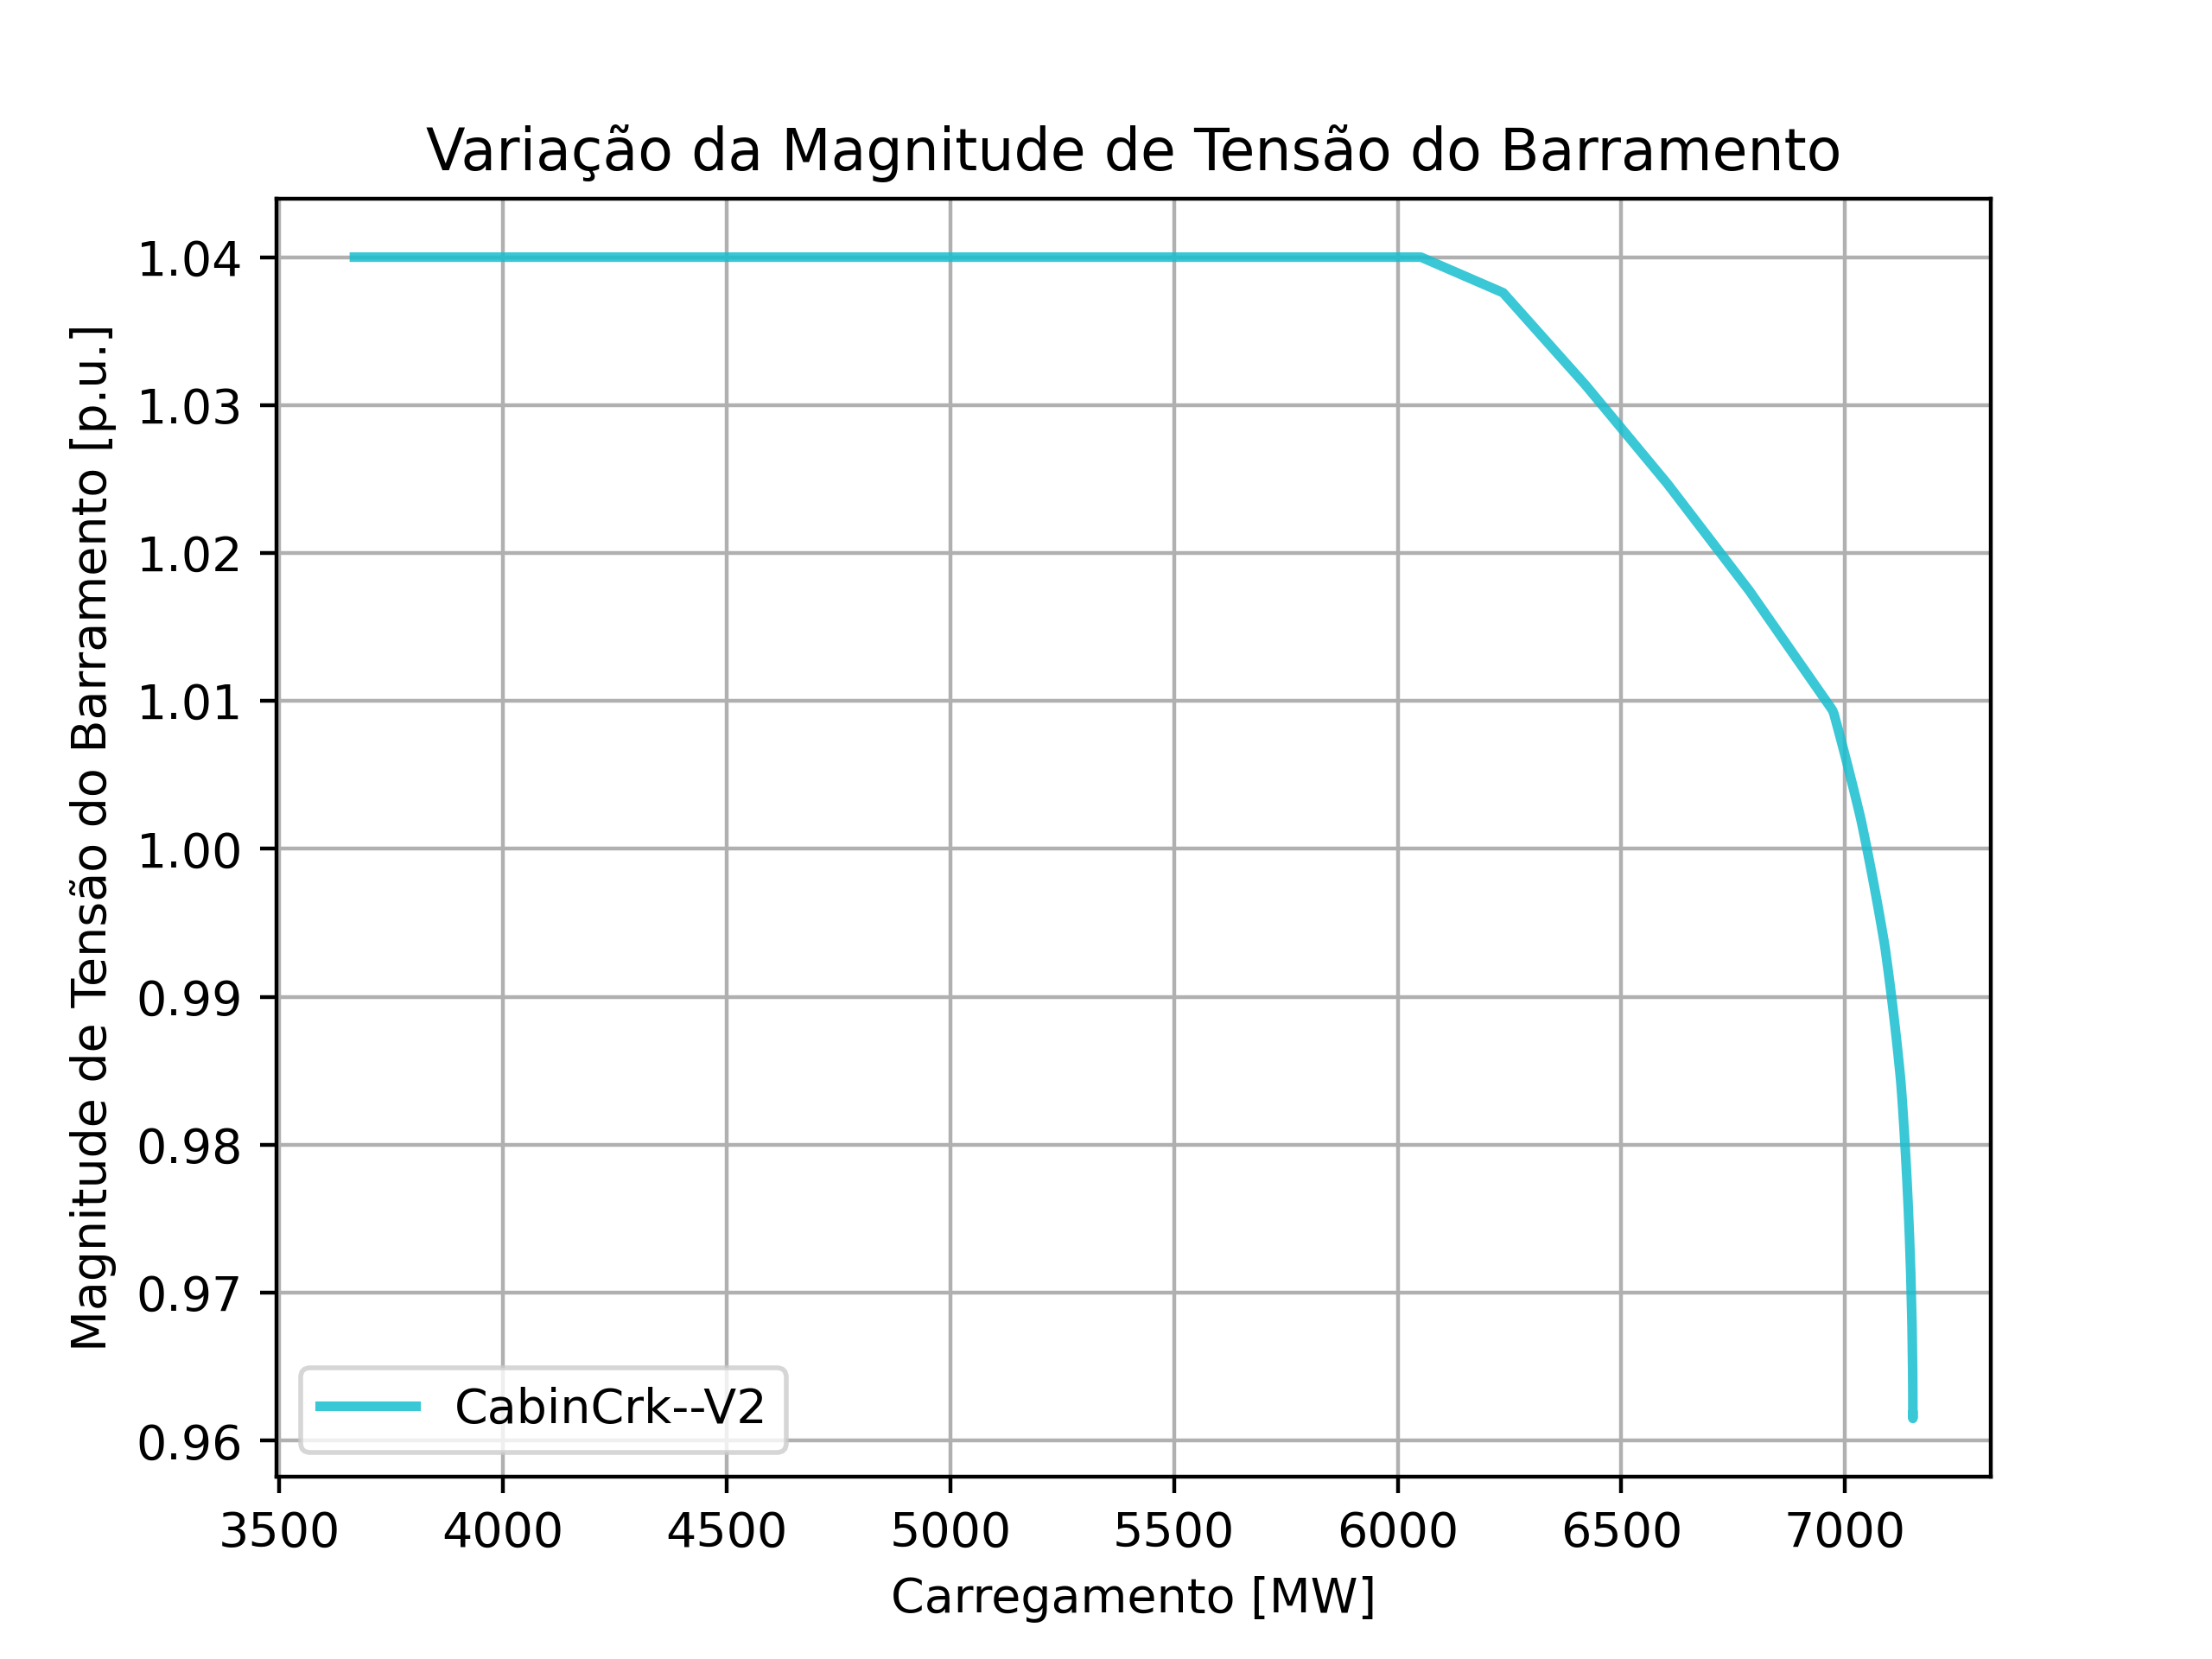 Variação da Magnitude de Tensão do Barramento
Magnitude de Tensão do Barramento [p.u.]
1.04
1.03
1.02
1.01
1.00
0.99
0.98
0.97
0.96
CabinCrk--V2
3500 4000 4500 5000 5500 6000 6500 7000
Carregamento [MW]